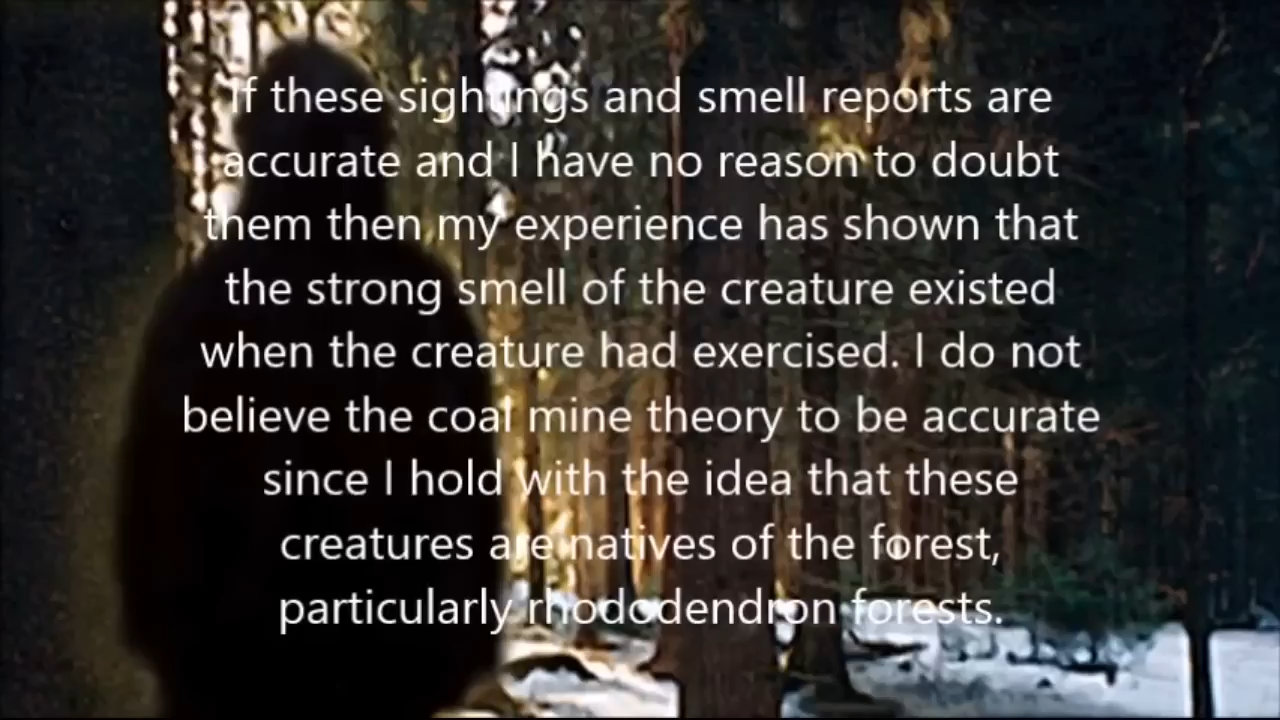 If these sightings and smell reports are
accurate and I have no reason to doubt
them then my experience has shown that
the strong smell of the creature existed
when the creature had exercised. I do not
believe the coal mine theory to be accurate
since I hold with the idea that these
creatures are natives of the forest,
particularly rhododendron forests.